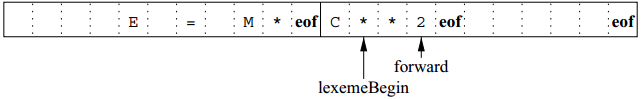 E = M * eof C * * 2 eof eof
forward
lexemeBegin